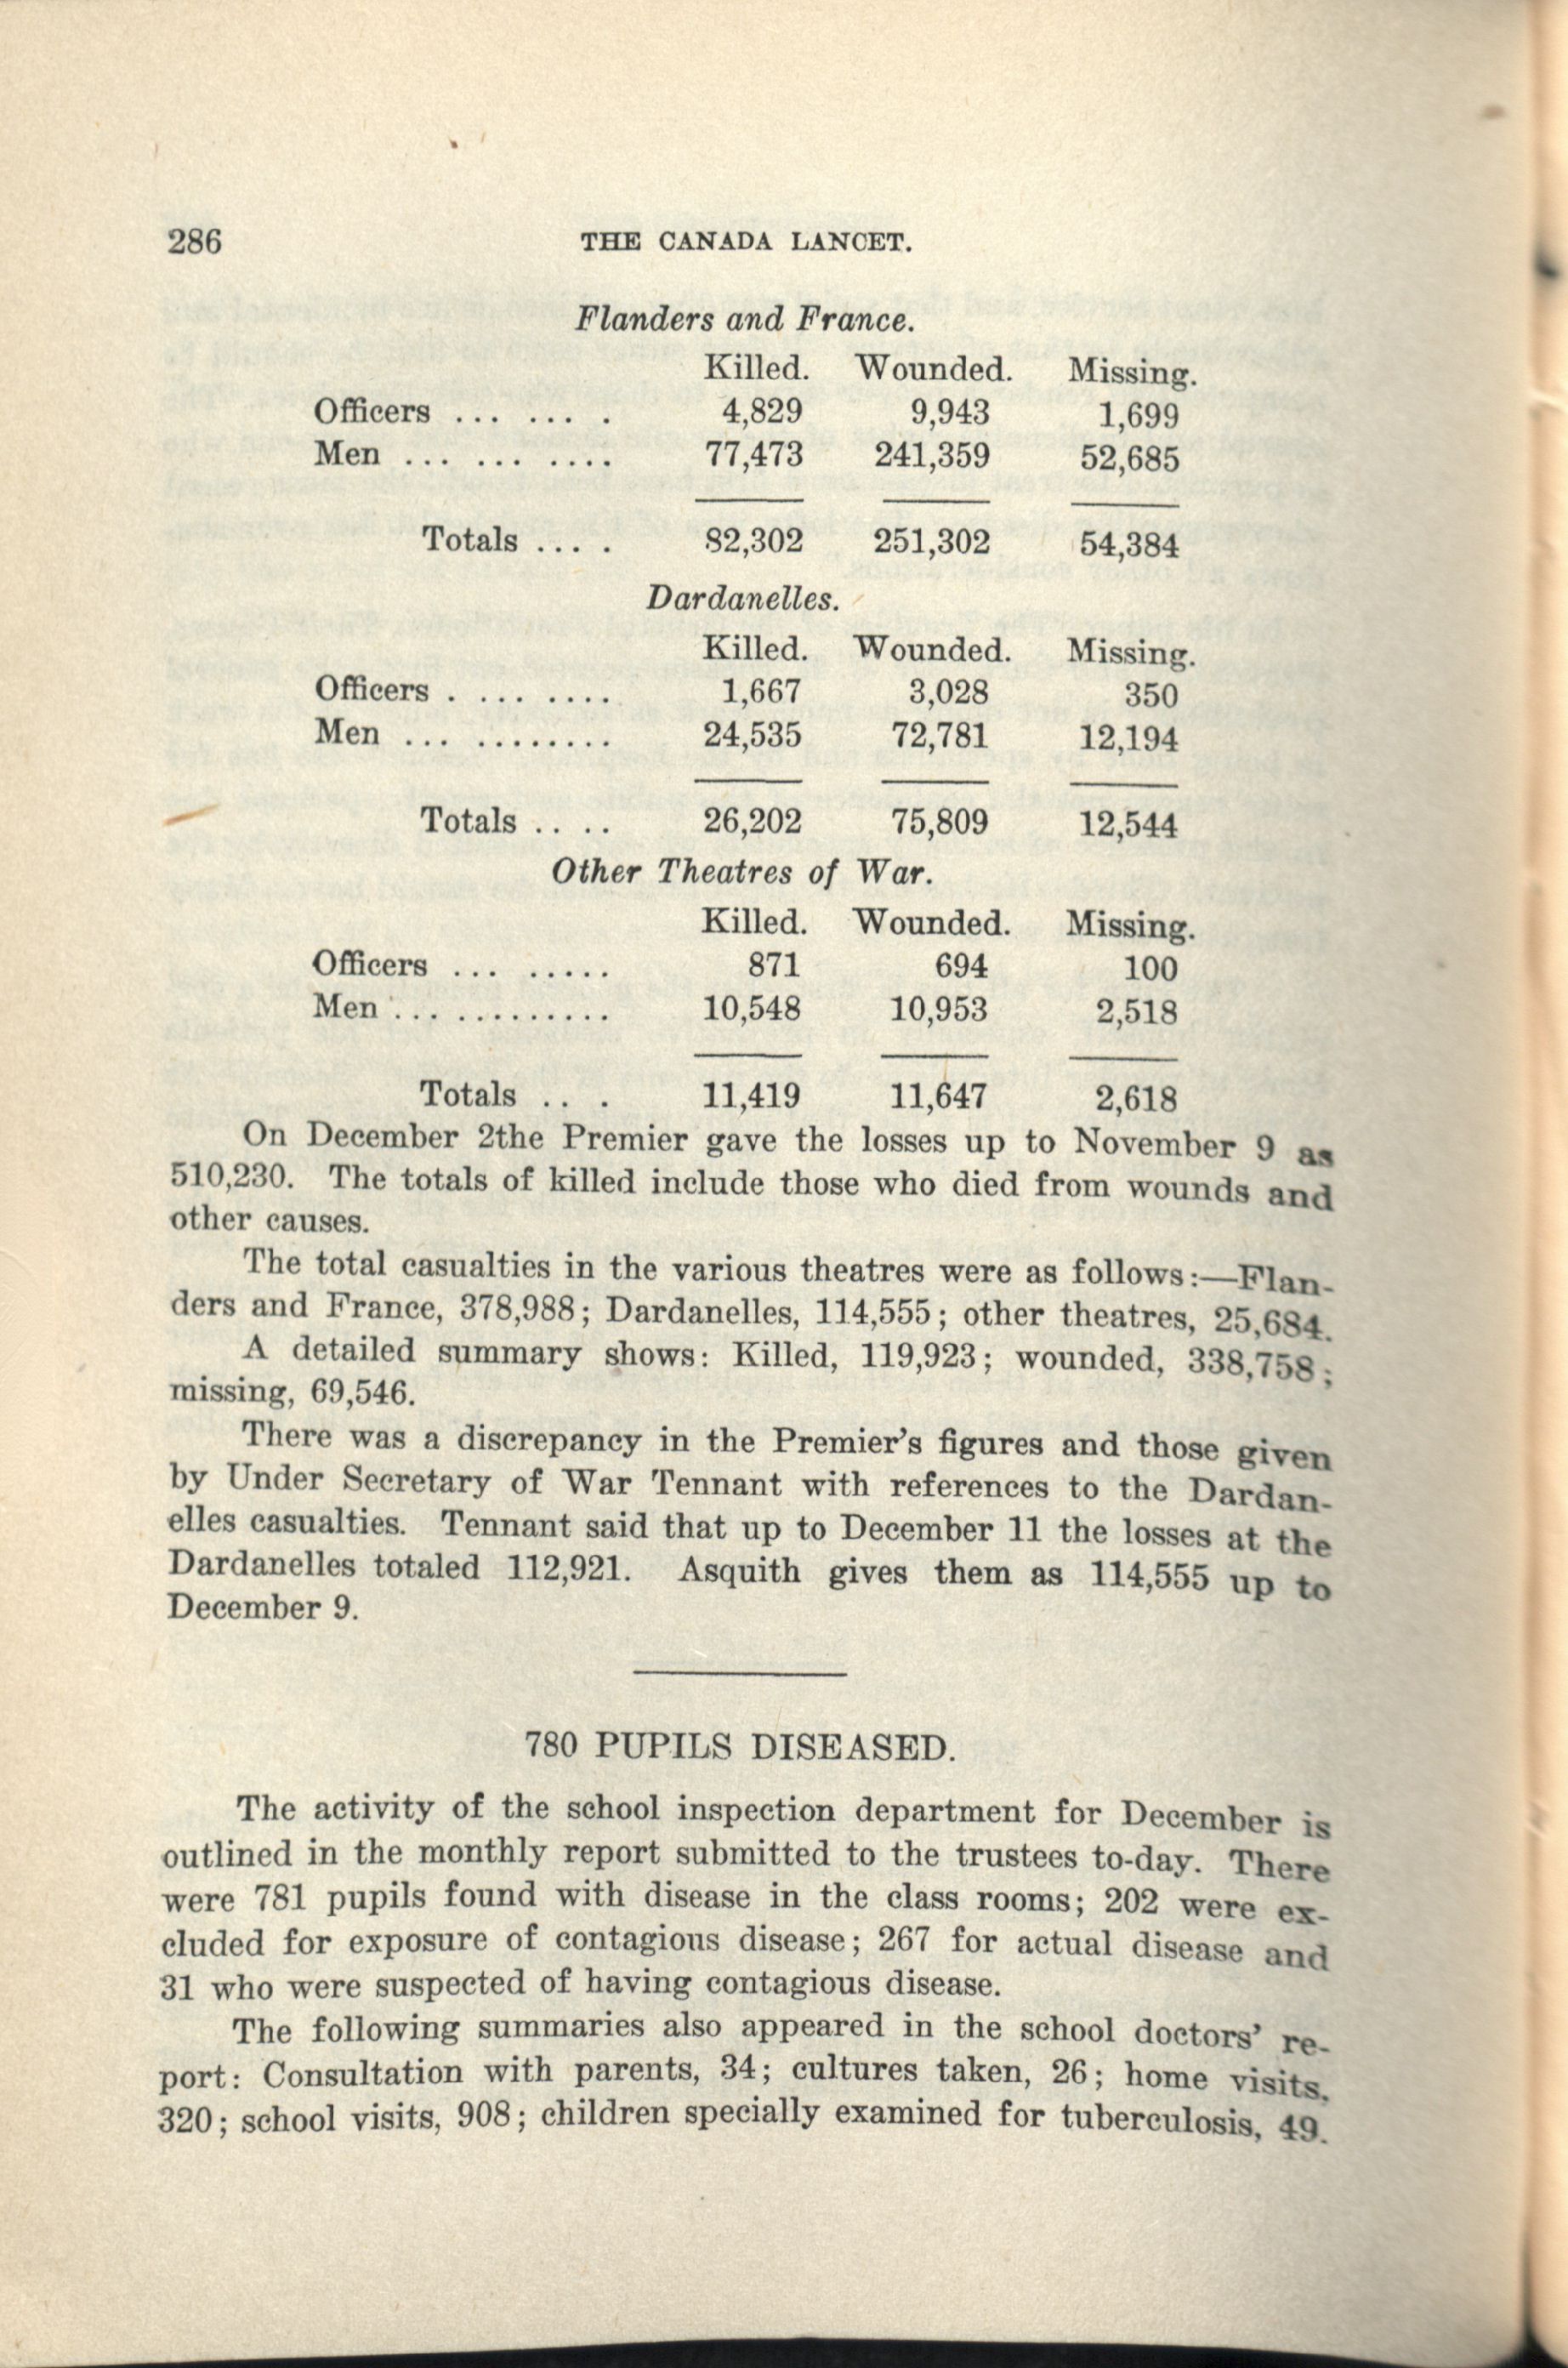 286 THE CANADA LANCET.
Flanders and France.
Killed. Wounded. Missing.
Officers ... ... . 4,829 9,943 1,699
Men ... ... .... 77,473 241,359 52,685
Totals ... . 82,302 251,302 54,384
Dardanelles.
Killed. Wounded. Missing.
Officers . ... .... 1,667 3,028 350
Men ... ........ 24,535 72,781 12,194
Totals .. .. 26,202 75,809 12,544
Other Theatres of War.
Killed. Wounded. Missing.
Officers ... ..... 871 694 100
Men ... .......... 10,548 10,953 2,518
Totals .. . 11,419 11,647 2,618
On December 2the Premier gave the losses up to November 9 as
510,230. The totals of killed include those who died from wounds and
other causes.
The total casualties in the various theatres were as follows:—Flan-
ders and France, 378,988; Dardanelles, 114,555; other theatres, 25,684.
A detailed summary shows: Killed, 119,923; wounded, 338,758;
missing, 69,546.
There was a discrepancy in the Premier's figures and those given
by Under Secretary of War Tennant with references to the Dardan-
elles casualties. Tennant said that up to December 11 the losses at the
Dardanelles totaled 112,921. Asquith gives them as 114,555 up to
December 9.
780 PUPILS DISEASED.
The activity of the school inspection department for December is
outlined in the monthly report submitted to the trustees to-day. There
were 781 pupils found with disease in the class rooms; 202 were ex-
cluded for exposure of contagious disease; 267 for actual disease and
31 who were suspected of having contagious disease.
The following summaries also appeared in the school doctors' re-
port: Consultation with parents, 34; cultures taken, 26; home visits,
320; school visits, 908; children specially examined for tuberculosis, 49.